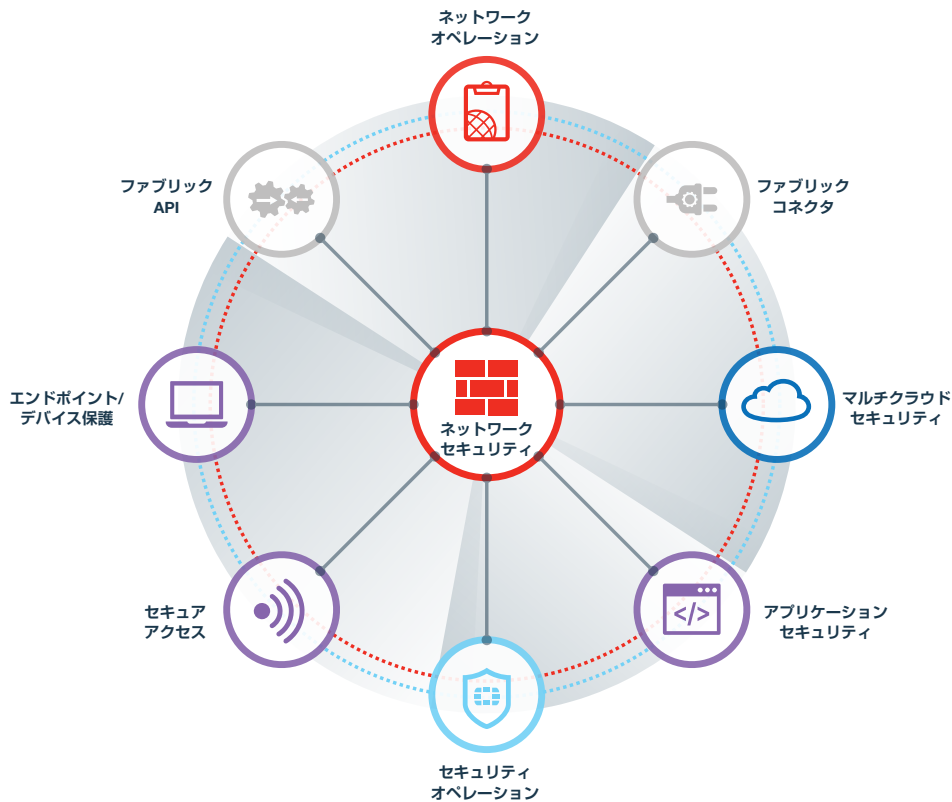 ネットワーク
オペレーション
ファブリック
API
ファブリック
コネクタ
エンドポイント/
デバイス保護
ネットワーク
セキュリティ
マルチクラウド
セキュリティ
セキュア
アクセス
</>
アプリケーション
セキュリティ
セキュリティ
オペレーション